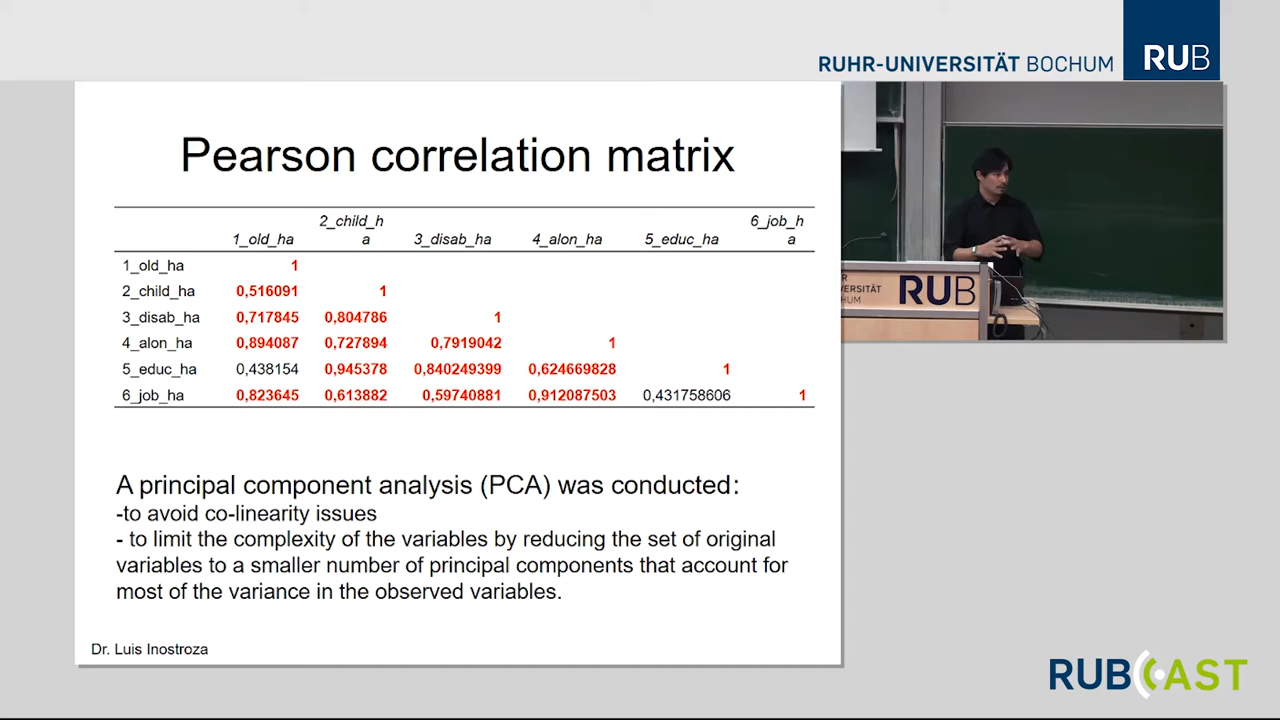 RUHR-UNIVERSITÄT BOCHUM RUB
Pearson correlation matrix
1_old_ha 2_child_h
a 3_disab_ha 4_alon_ha 5_educ_ha 6_job_h
a
1_old_ha 1
2_child_ha 0,516091 1
3_disab_ha 0,717845 0,804786 1
4_alon_ha 0,894087 0,727894 0,7919042 1
5_educ_ha 0,438154 0,945378 0,840249399 0,624669828 1
6_job_ha 0,823645 0,613882 0,59740881 0,912087503 0,431758606 1
A principal component analysis (PCA) was conducted:
-to avoid co-linearity issues
- to limit the complexity of the variables by reducing the set of original
variables to a smaller number of principal components that account for
most of the variance in the observed variables.
Dr. Luis Inostroza
RUB
RUBCAST